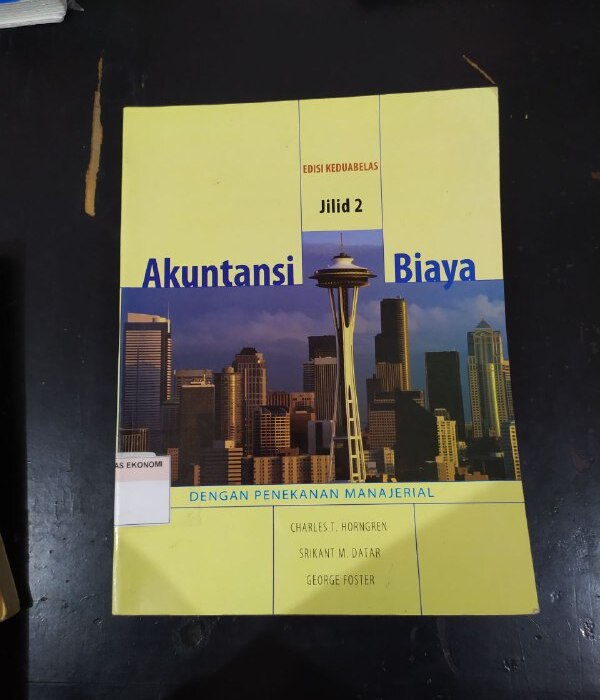 EDISI KEDUABELAS
Jilid 2
Akuntansi Biaya
AS EKONOMI
DENGAN PENEKANAN MANAJERIAL
CHARLES T. HORNGREN
SRIKANT M. DATAR
GEORGE FOSTER